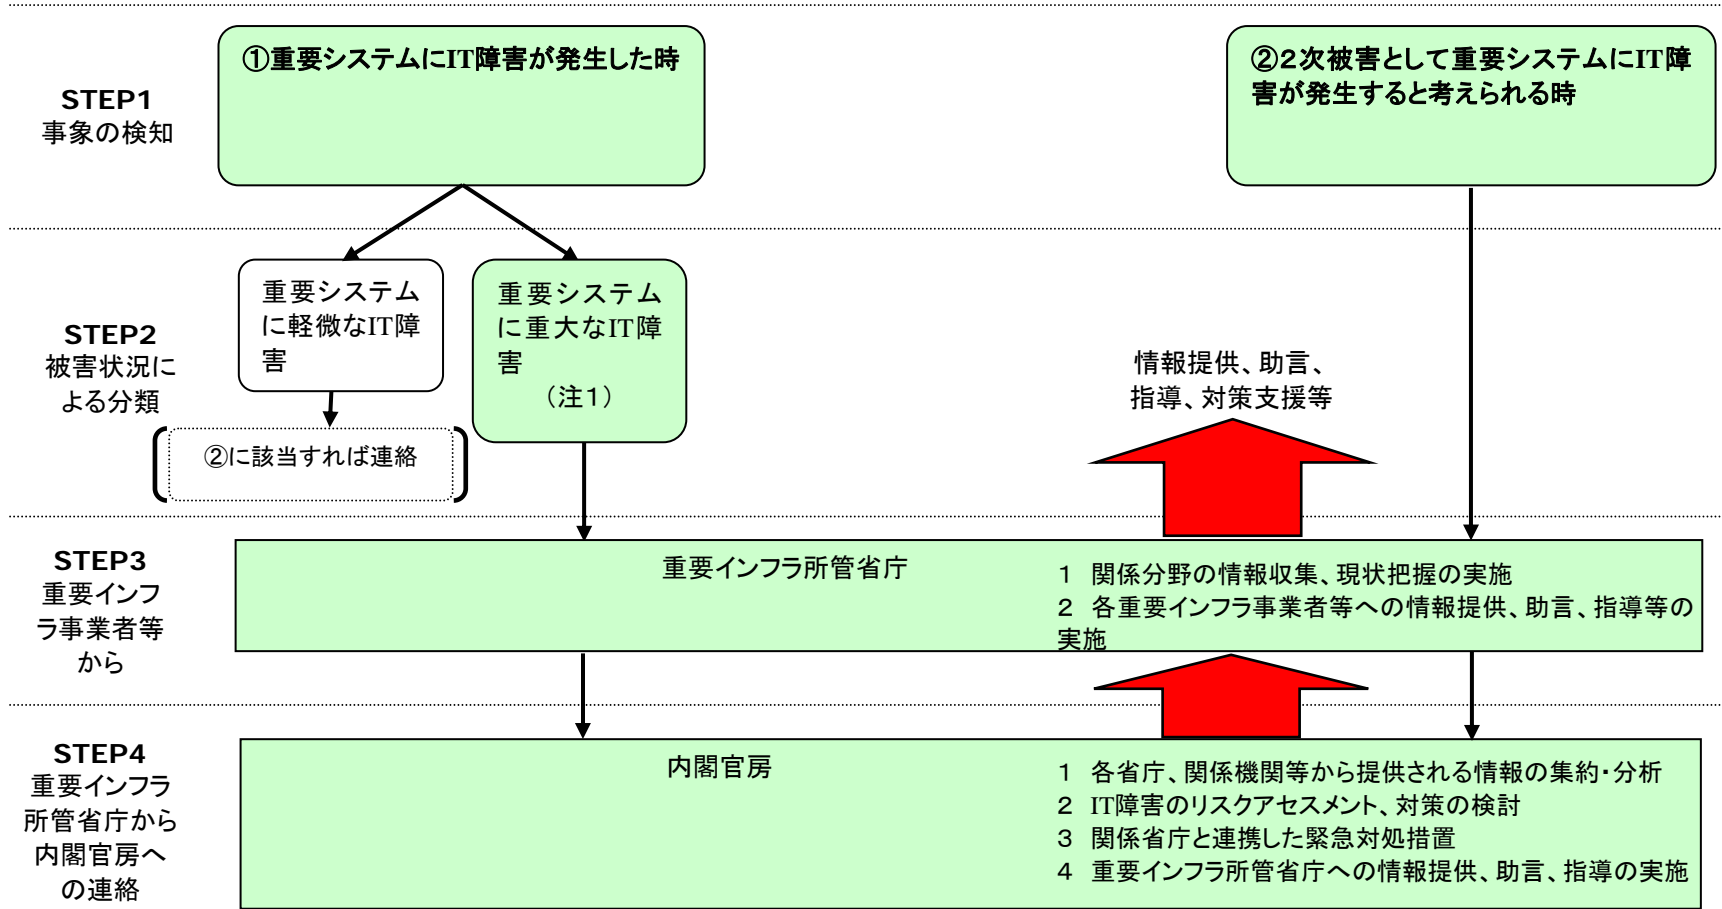 STEP1
事象の検知
①重要システムにIT障害が発生した時
②2次被害として重要システムにIT障
害が発生すると考えられる時
STEP2
被害状況に
よる分類
重要システム
に軽微なIT障
害
重要システム
に重大なIT障
害
(注1)
②に該当すれば連絡
情報提供、助言、
指導、対策支援等
STEP3
重要インフ
ラ事業者等
から
重要インフラ所管省庁
1 関係分野の情報収集、現状把握の実施
2 各重要インフラ事業者等への情報提供、助言、指導等の
実施
STEP4
重要インフラ
所管省庁から
内閣官房へ
の連絡
内閣官房
1 各省庁、関係機関等から提供される情報の集約・分析
2 IT障害のリスクアセスメント、対策の検討
3 関係省庁と連携した緊急対処措置
4 重要インフラ所管省庁への情報提供、助言、指導の実施